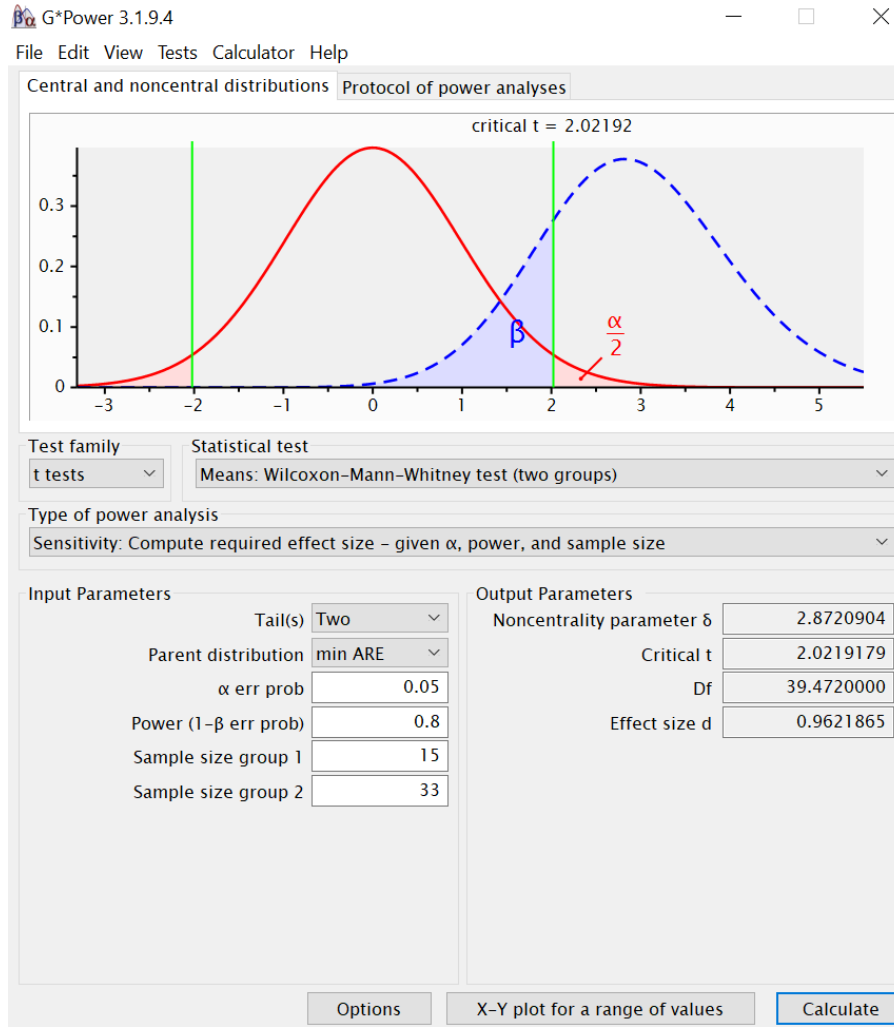 βα G*Power 3.1.9.4
File Edit View Tests Calculator Help
Central and noncentral distributions Protocol of power analyses
critical t = 2.02192
0.3
0.2
0.1
0
β
α
2
-3 -2 -1 0 1 2 3 4 5
Test family Statistical test
t tests Means: Wilcoxon-Mann-Whitney test (two groups)
Type of power analysis
Sensitivity: Compute required effect size – given α, power, and sample size
Input Parameters Output Parameters
Tail(s) Two Noncentrality parameter δ 2.8720904
Parent distribution min ARE Critical t 2.0219179
α err prob 0.05 Df 39.4720000
Power (1-β err prob) 0.8 Effect size d 0.9621865
Sample size group 1 15
Sample size group 2 33
Options X-Y plot for a range of values Calculate